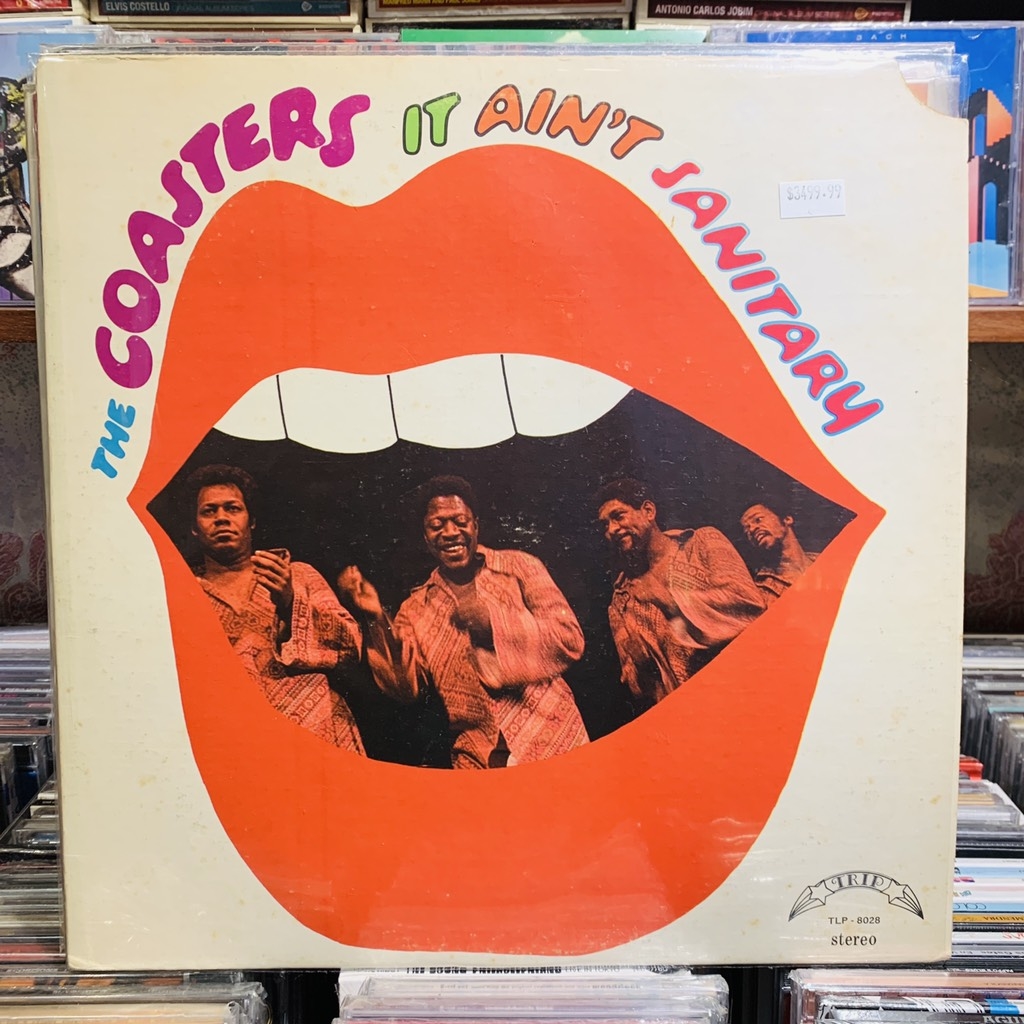 ELVIS COSTELLO
ANTONIO CARLOS JOBIM
BACH
THE COASTERS IT AIN'T SANITARY
$3499.99
TRIP
TLP - 8028
stereo